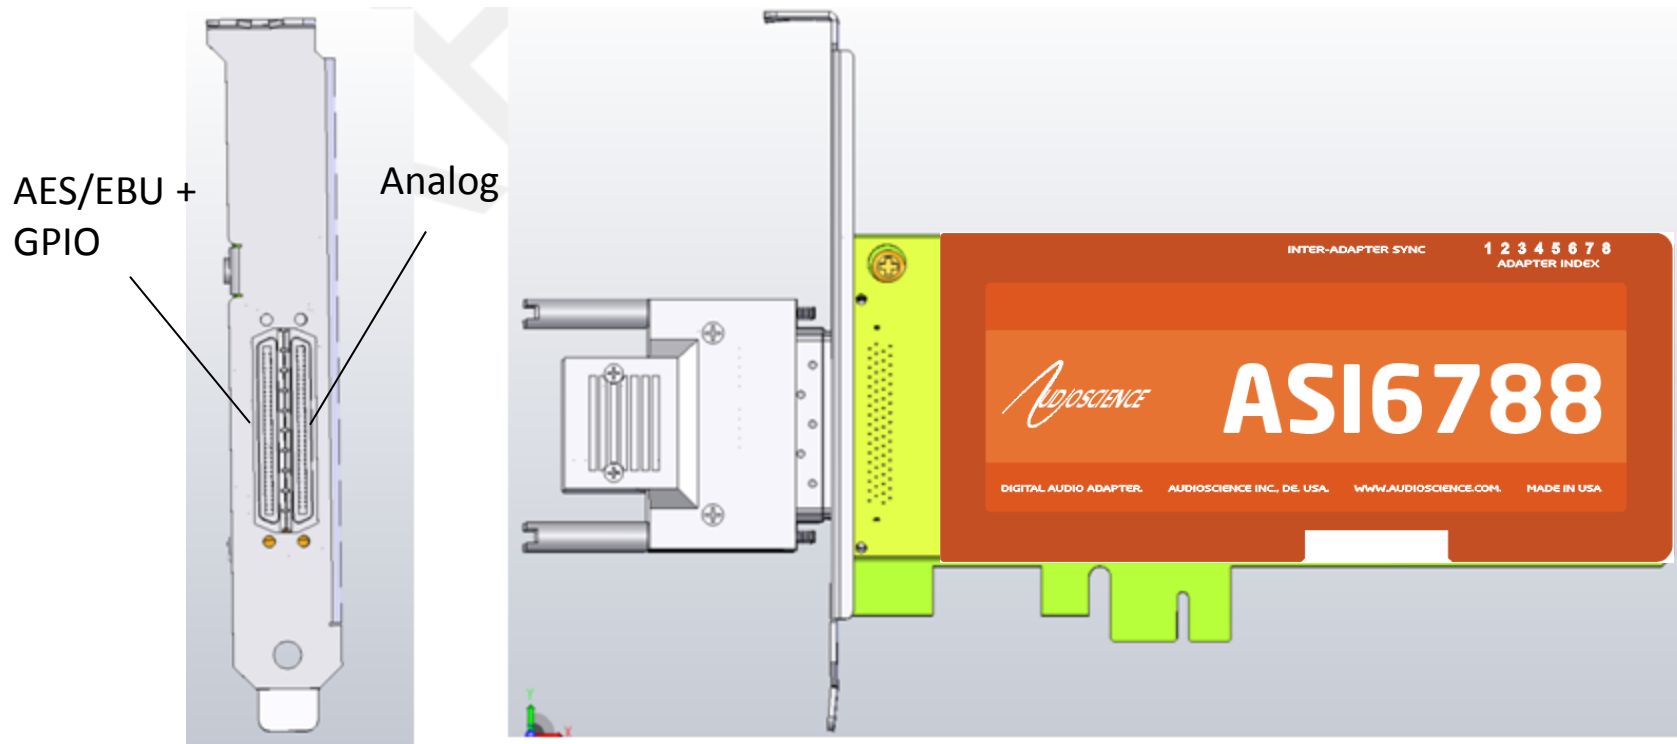 AES/EBU +
GPIO
Analog
INTER-ADAPTER SYNC
1 2 3 4 5 6 7 8
ADAPTER INDEX
AUDIOSCIENCE
ASI6788
DIGITAL AUDIO ADAPTER. AUDIOSCIENCE INC., DE. USA. WWW.AUDIOSCIENCE.COM. MADE IN USA
Y
X